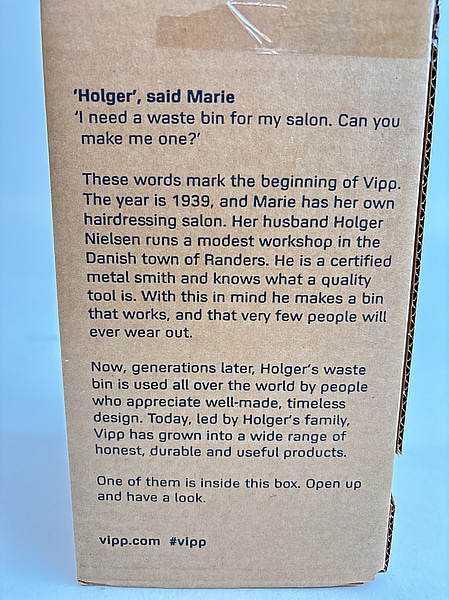 'Holger', said Marie
'I need a waste bin for my salon. Can you
make me one?'
These words mark the beginning of Vipp.
The year is 1939, and Marie has her own
hairdressing salon. Her husband Holger
Nielsen runs a modest workshop in the
Danish town of Randers. He is a certified
metal smith and knows what a quality
tool is. With this in mind he makes a bin
that works, and that very few people will
ever wear out.
Now, generations later, Holger's waste
bin is used all over the world by people
who appreciate well-made, timeless
design. Today, led by Holger's family,
Vipp has grown into a wide range of
honest, durable and useful products.
One of them is inside this box. Open up
and have a look.
vipp.com #vipp